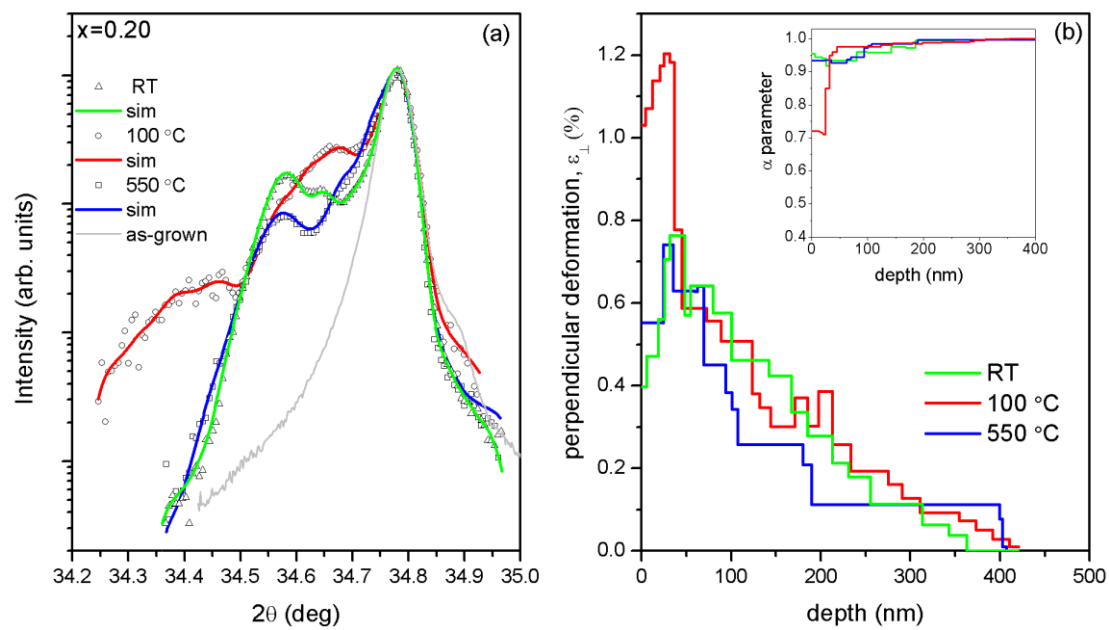 x=0.20
(a)
RT
sim
100 °C
sim
550 °C
sim
as-grown
Intensity (arb. units)
34.2 34.3 34.4 34.5 34.6 34.7 34.8 34.9 35.0
2θ (deg)
(b)
perpendicular deformation, ε⊥ (%)
1.3
1.2
1.0
0.8
0.6
0.4
0.2
0.0
0 100 200 300 400 500
depth (nm)
RT
100 °C
550 °C
α parameter
1.0
0.9
0.8
0.7
0.6
0.5
0.4
0 100 200 300 400
depth (nm)